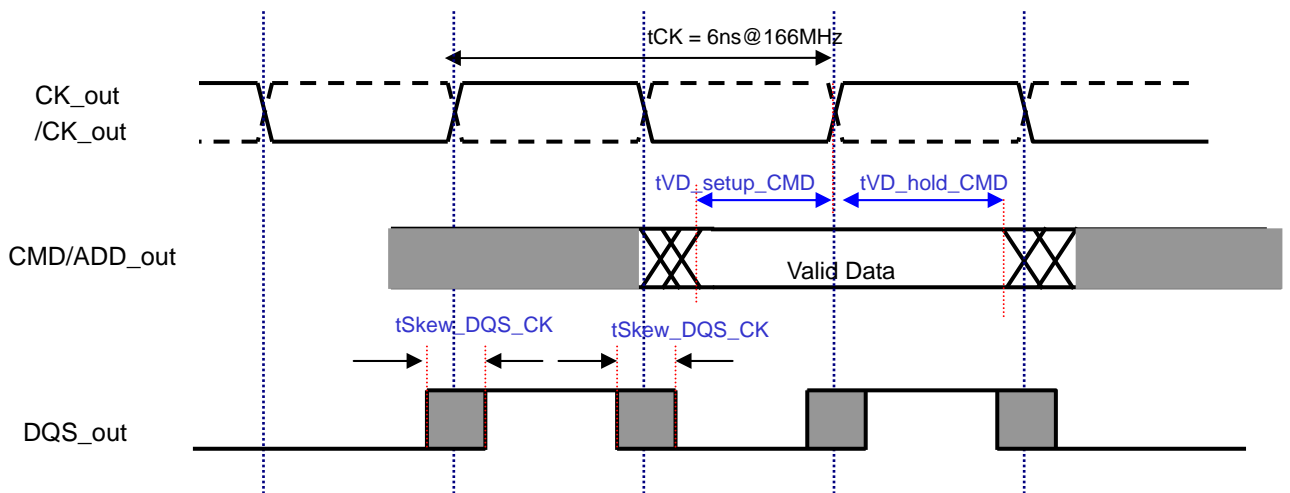 tCK = 6ns@166MHz
CK_out
/CK_out
tVD_setup_CMD
tVD_hold_CMD
CMD/ADD_out
Valid Data
tSkew_DQS_CK
tSkew_DQS_CK
DQS_out